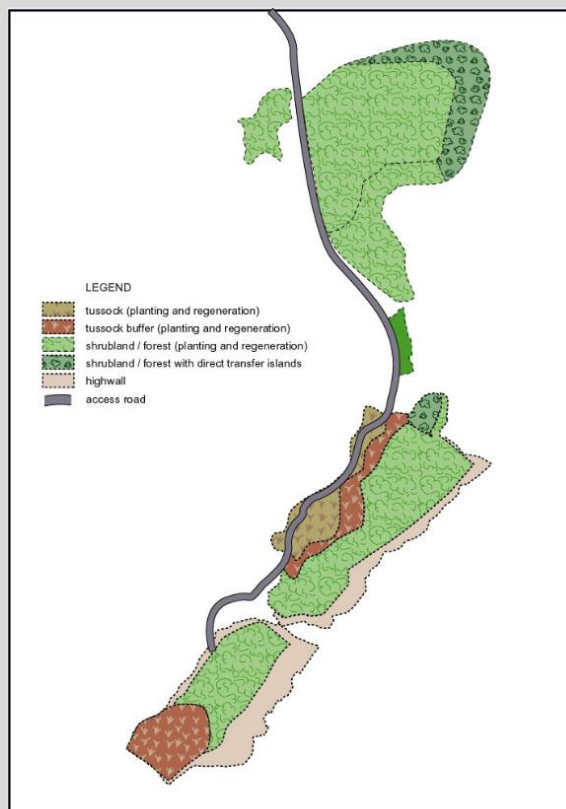 LEGEND
tussock (planting and regeneration)
tussock buffer (planting and regeneration)
shrubland / forest (planting and regeneration)
shrubland / forest with direct transfer islands
highwall
access road